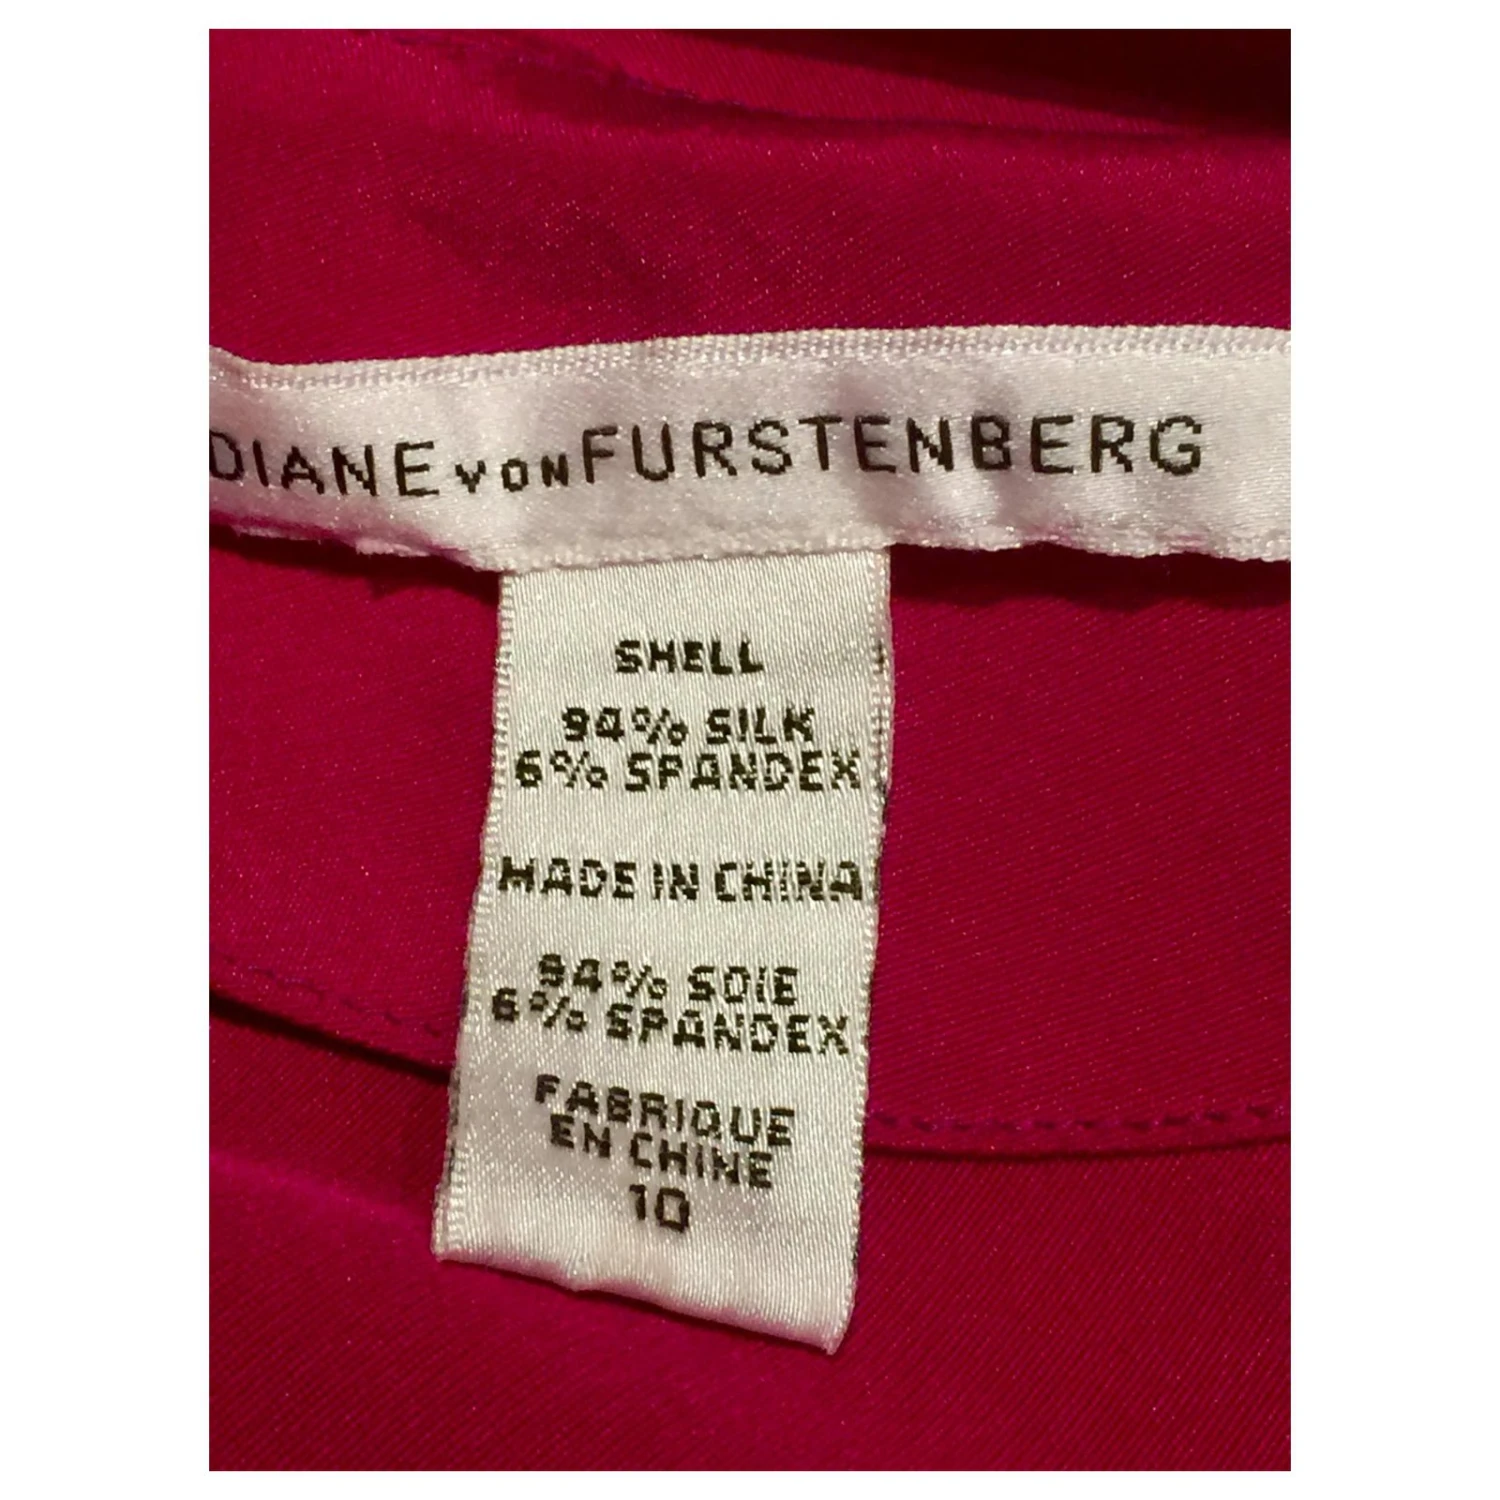 DIANE VON FURSTENBERG
SHELL
94% SILK
6% SPANDEX
MADE IN CHINA
94% SOIE
6% SPANDEX
FABRIQUE
EN CHINE
10